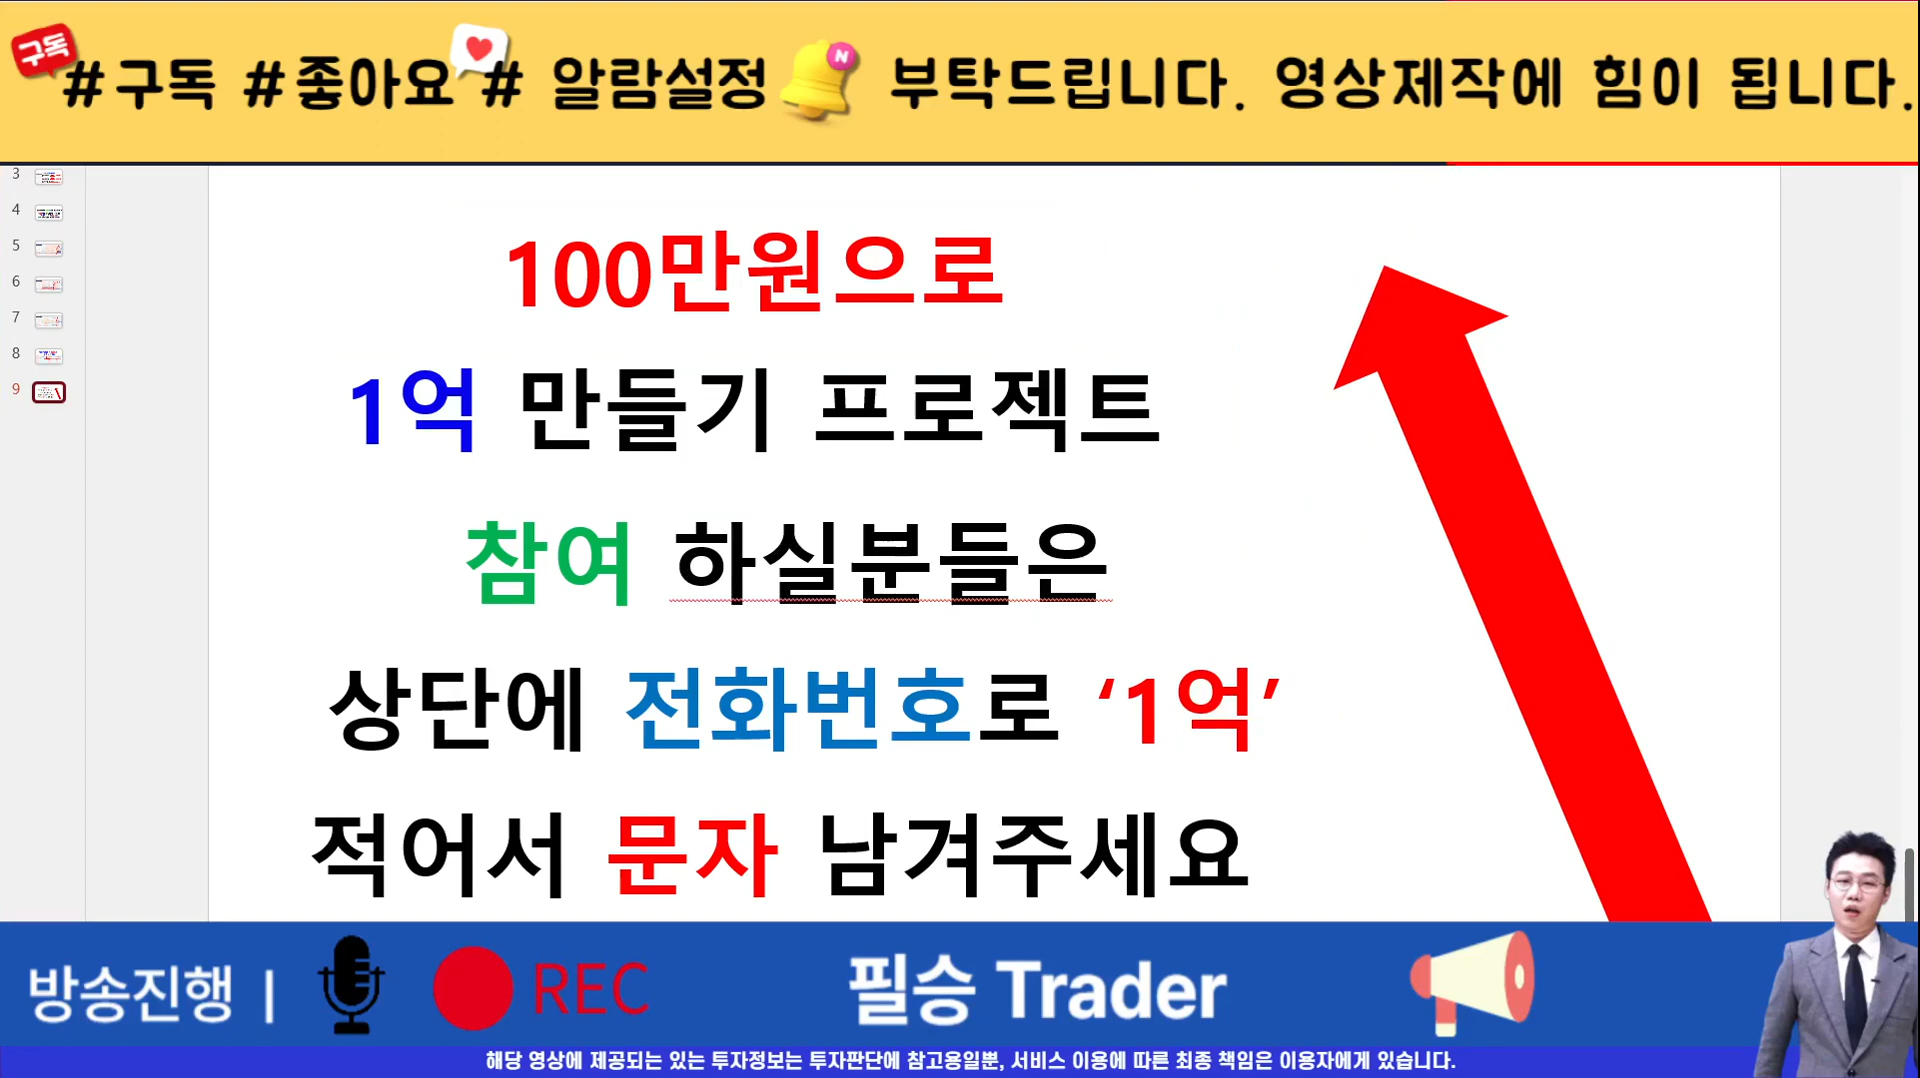 구독
#구독 #좋아요 # 알람설정 N 부탁드립니다. 영상제작에 힘이 됩니다.
3
4
5
6
7
8
9
100만원으로
1억 만들기 프로젝트
참여 하실분들은
상단에 전화번호로 ‘1억’
적어서 문자 남겨주세요
방송진행 | REC 필승 Trader
해당 영상에 제공되는 있는 투자정보는 투자판단에 참고용일뿐, 서비스 이용에 따른 최종 책임은 이용자에게 있습니다.